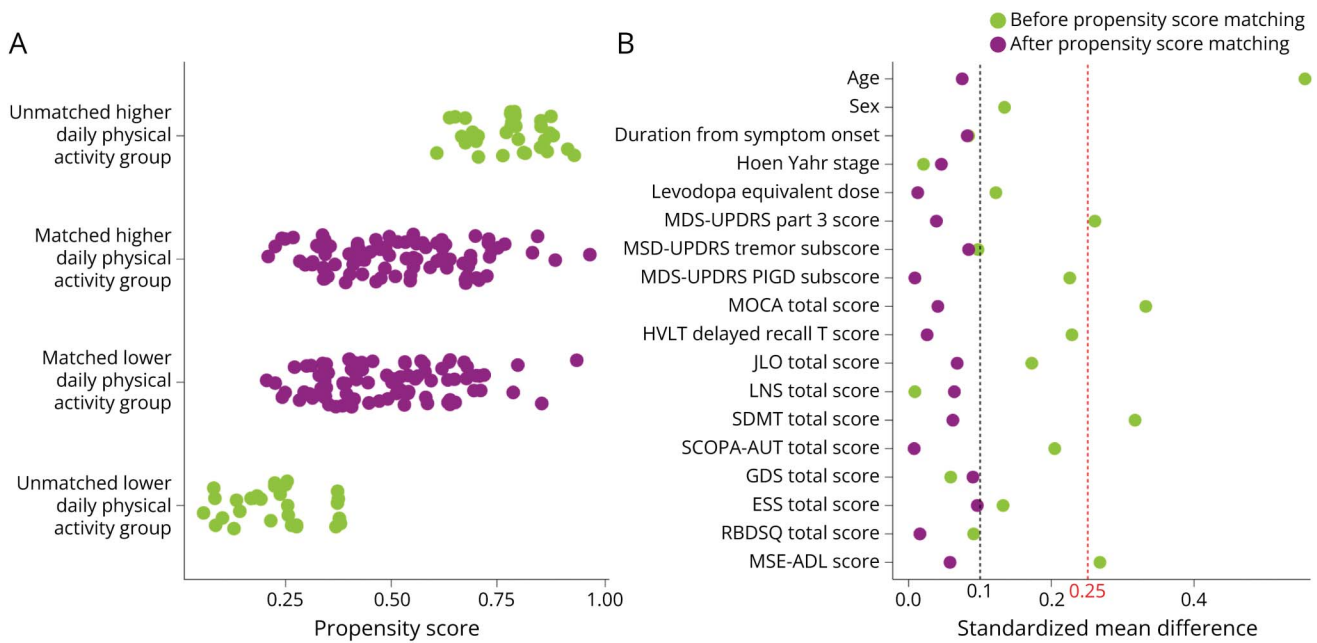 A
Unmatched higher
daily physical
activity group
Matched higher
daily physical
activity group
Matched lower
daily physical
activity group
Unmatched lower
daily physical
activity group
0.25 0.50 0.75 1.00
Propensity score
B
Before propensity score matching
After propensity score matching
Age
Sex
Duration from symptom onset
Hoen Yahr stage
Levodopa equivalent dose
MDS-UPDRS part 3 score
MSD-UPDRS tremor subscore
MDS-UPDRS PIGD subscore
MOCA total score
HVLT delayed recall T score
JLO total score
LNS total score
SDMT total score
SCOPA-AUT total score
GDS total score
ESS total score
RBDSQ total score
MSE-ADL score
0.0 0.1 0.2 0.25 0.4
Standardized mean difference